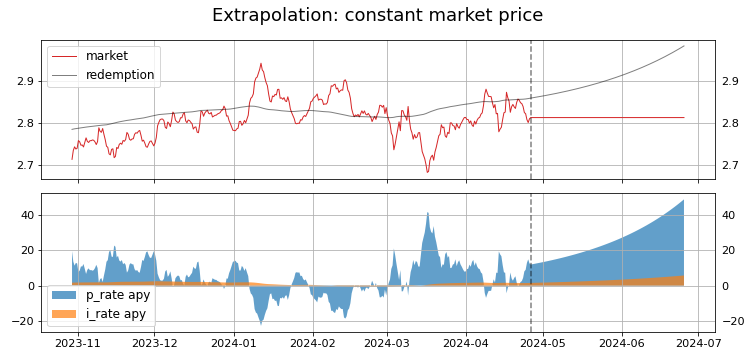 Extrapolation: constant market price
market
redemption
2.9
2.8
2.7
2.9
2.8
2.7
40
20
0
−20
40
20
0
−20
p_rate apy
i_rate apy
2023-11 2023-12 2024-01 2024-02 2024-03 2024-04 2024-05 2024-06 2024-07